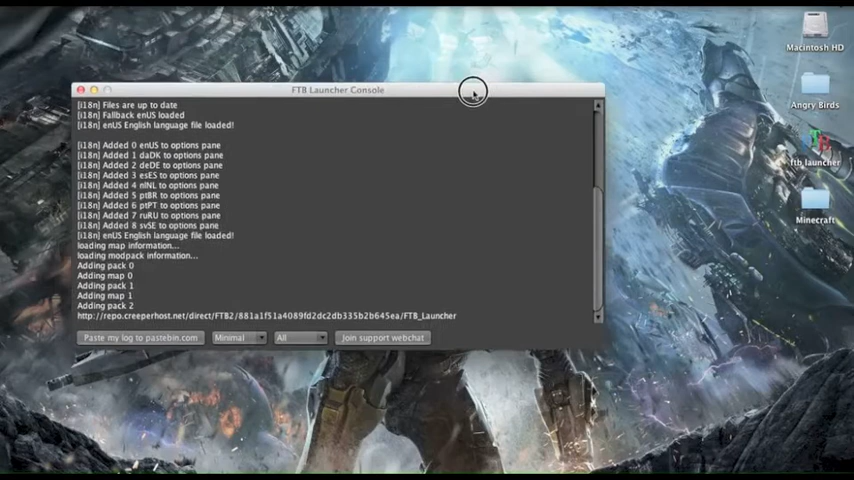 FTB Launcher Console
[i18n] Files are up to date
[i18n] Fallback enUS loaded
[i18n] enUS English language file loaded!
[i18n] Added 0 enUS to options pane
[i18n] Added 1 daDK to options pane
[i18n] Added 2 deDE to options pane
[i18n] Added 3 esES to options pane
[i18n] Added 4 nlNL to options pane
[i18n] Added 5 ptBR to options pane
[i18n] Added 6 ptPT to options pane
[i18n] Added 7 ruRU to options pane
[i18n] Added 8 svSE to options pane
[i18n] enUS English language file loaded!
loading map information...
loading modpack information...
Adding pack 0
Adding map 0
Adding pack 1
Adding map 1
Adding pack 2
http://repo.creeperhost.net/direct/FTB2/881a1f51a4089fd2dc2db335b2b645ea/FTB_Launcher
Paste my log to pastebin.com
Minimal
All
Join support webchat
Macintosh HD
Angry Birds
ftb launcher
Minecraft